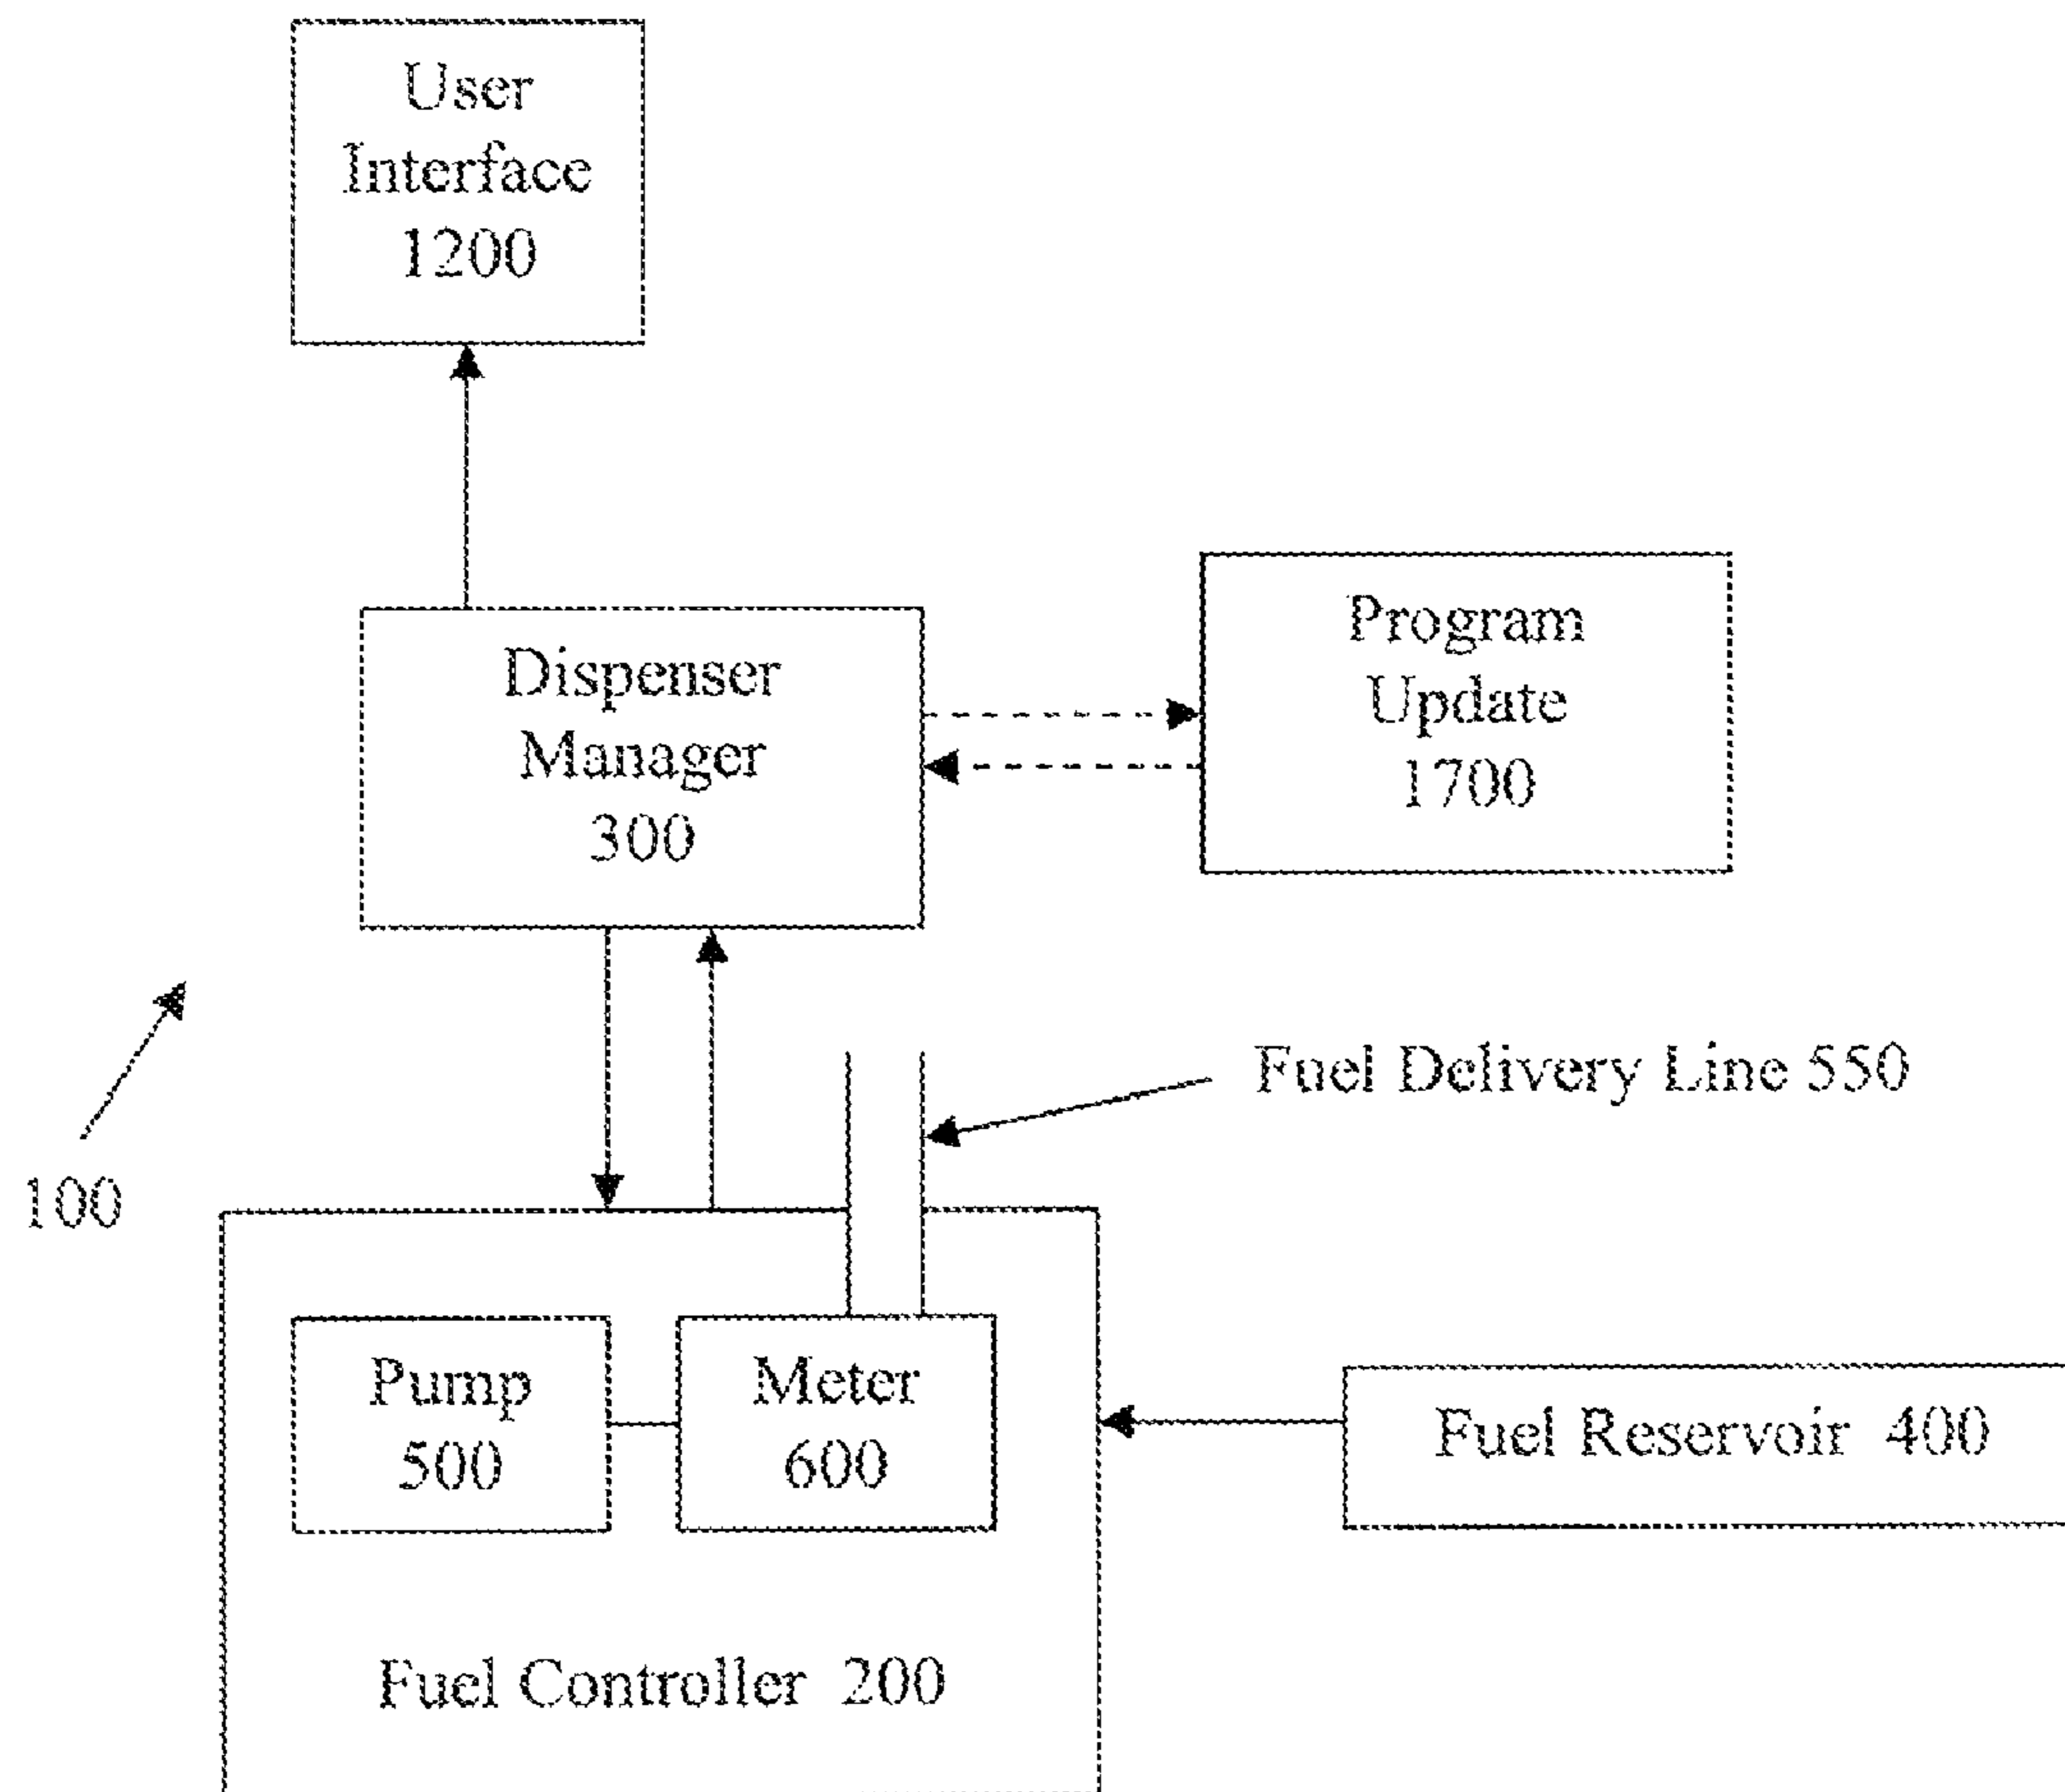 User
Interface
1200
Dispenser
Manager
300
Program
Update
1700
Fuel Delivery Line 550
100
Pump
500
Meter
600
Fuel Reservoir 400
Fuel Controller 200